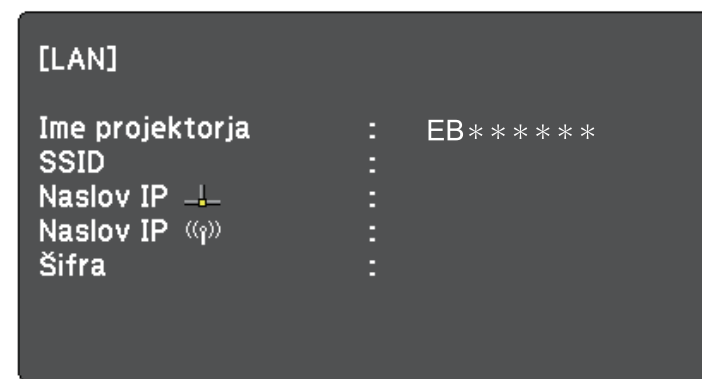 [LAN]
Ime projektorja : EB******
SSID :
Naslov IP :
Naslov IP :
Šifra :